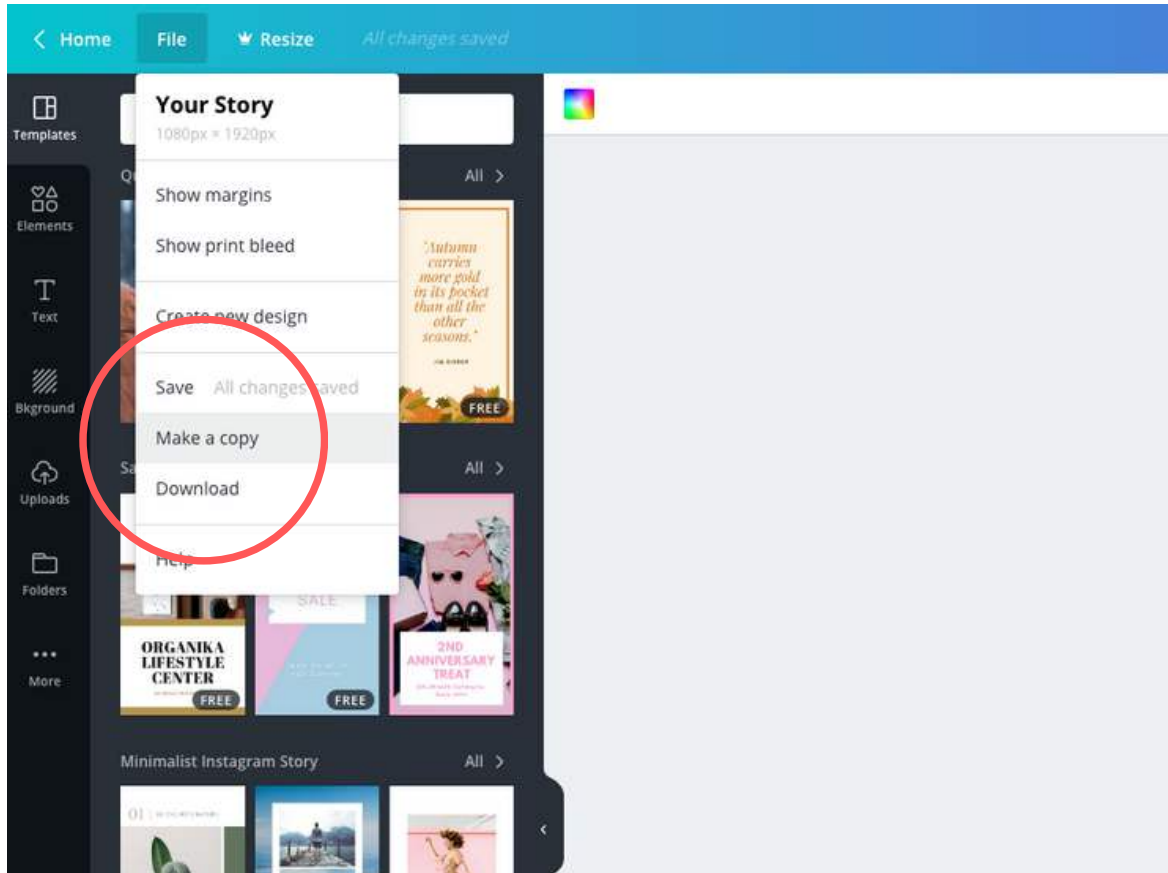 Home File Resize All changes saved
Templates
Elements
Text
Bkground
Uploads
Folders
More
Your Story
1080px × 1920px
Show margins
Show print bleed
Create new design
Save All changes saved
Make a copy
Download
Help
All
"Autumn
carries
more gold
in its pocket
than all the
other
seasons."
JIM BISHOP
FREE
All
ORGANIKA
LIFESTYLE
CENTER
FREE
SALE
FREE
2ND
ANNIVERSARY
TREAT
Minimalist Instagram Story All
01